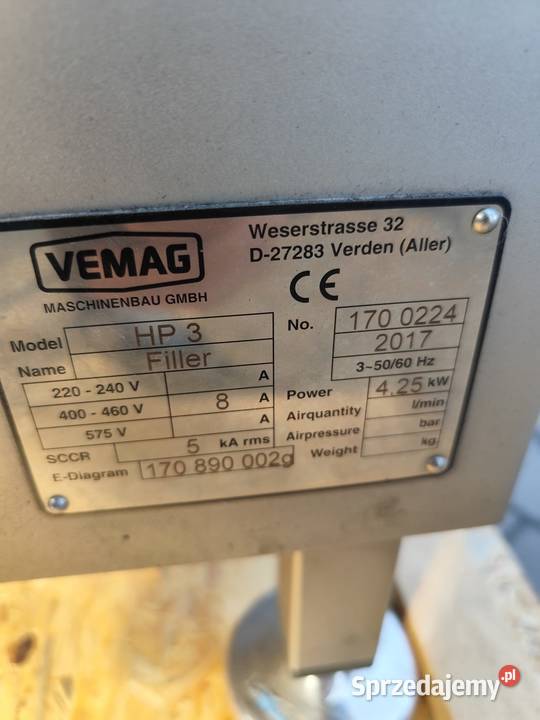 VEMAG
MASCHINENBAU GMBH
Weserstrasse 32
D-27283 Verden (Aller)
CE
Model HP 3
Name Filler
220 - 240 V A
400 - 460 V 8 A
575 V A
SCCR 5 kA rms
E-Diagram 170 890 002g
No. 170 0224
2017
3~50/60 Hz
Power 4,25 kW
Airquantity l/min
Airpressure bar
Weight kg
Sprzedajemy.pl